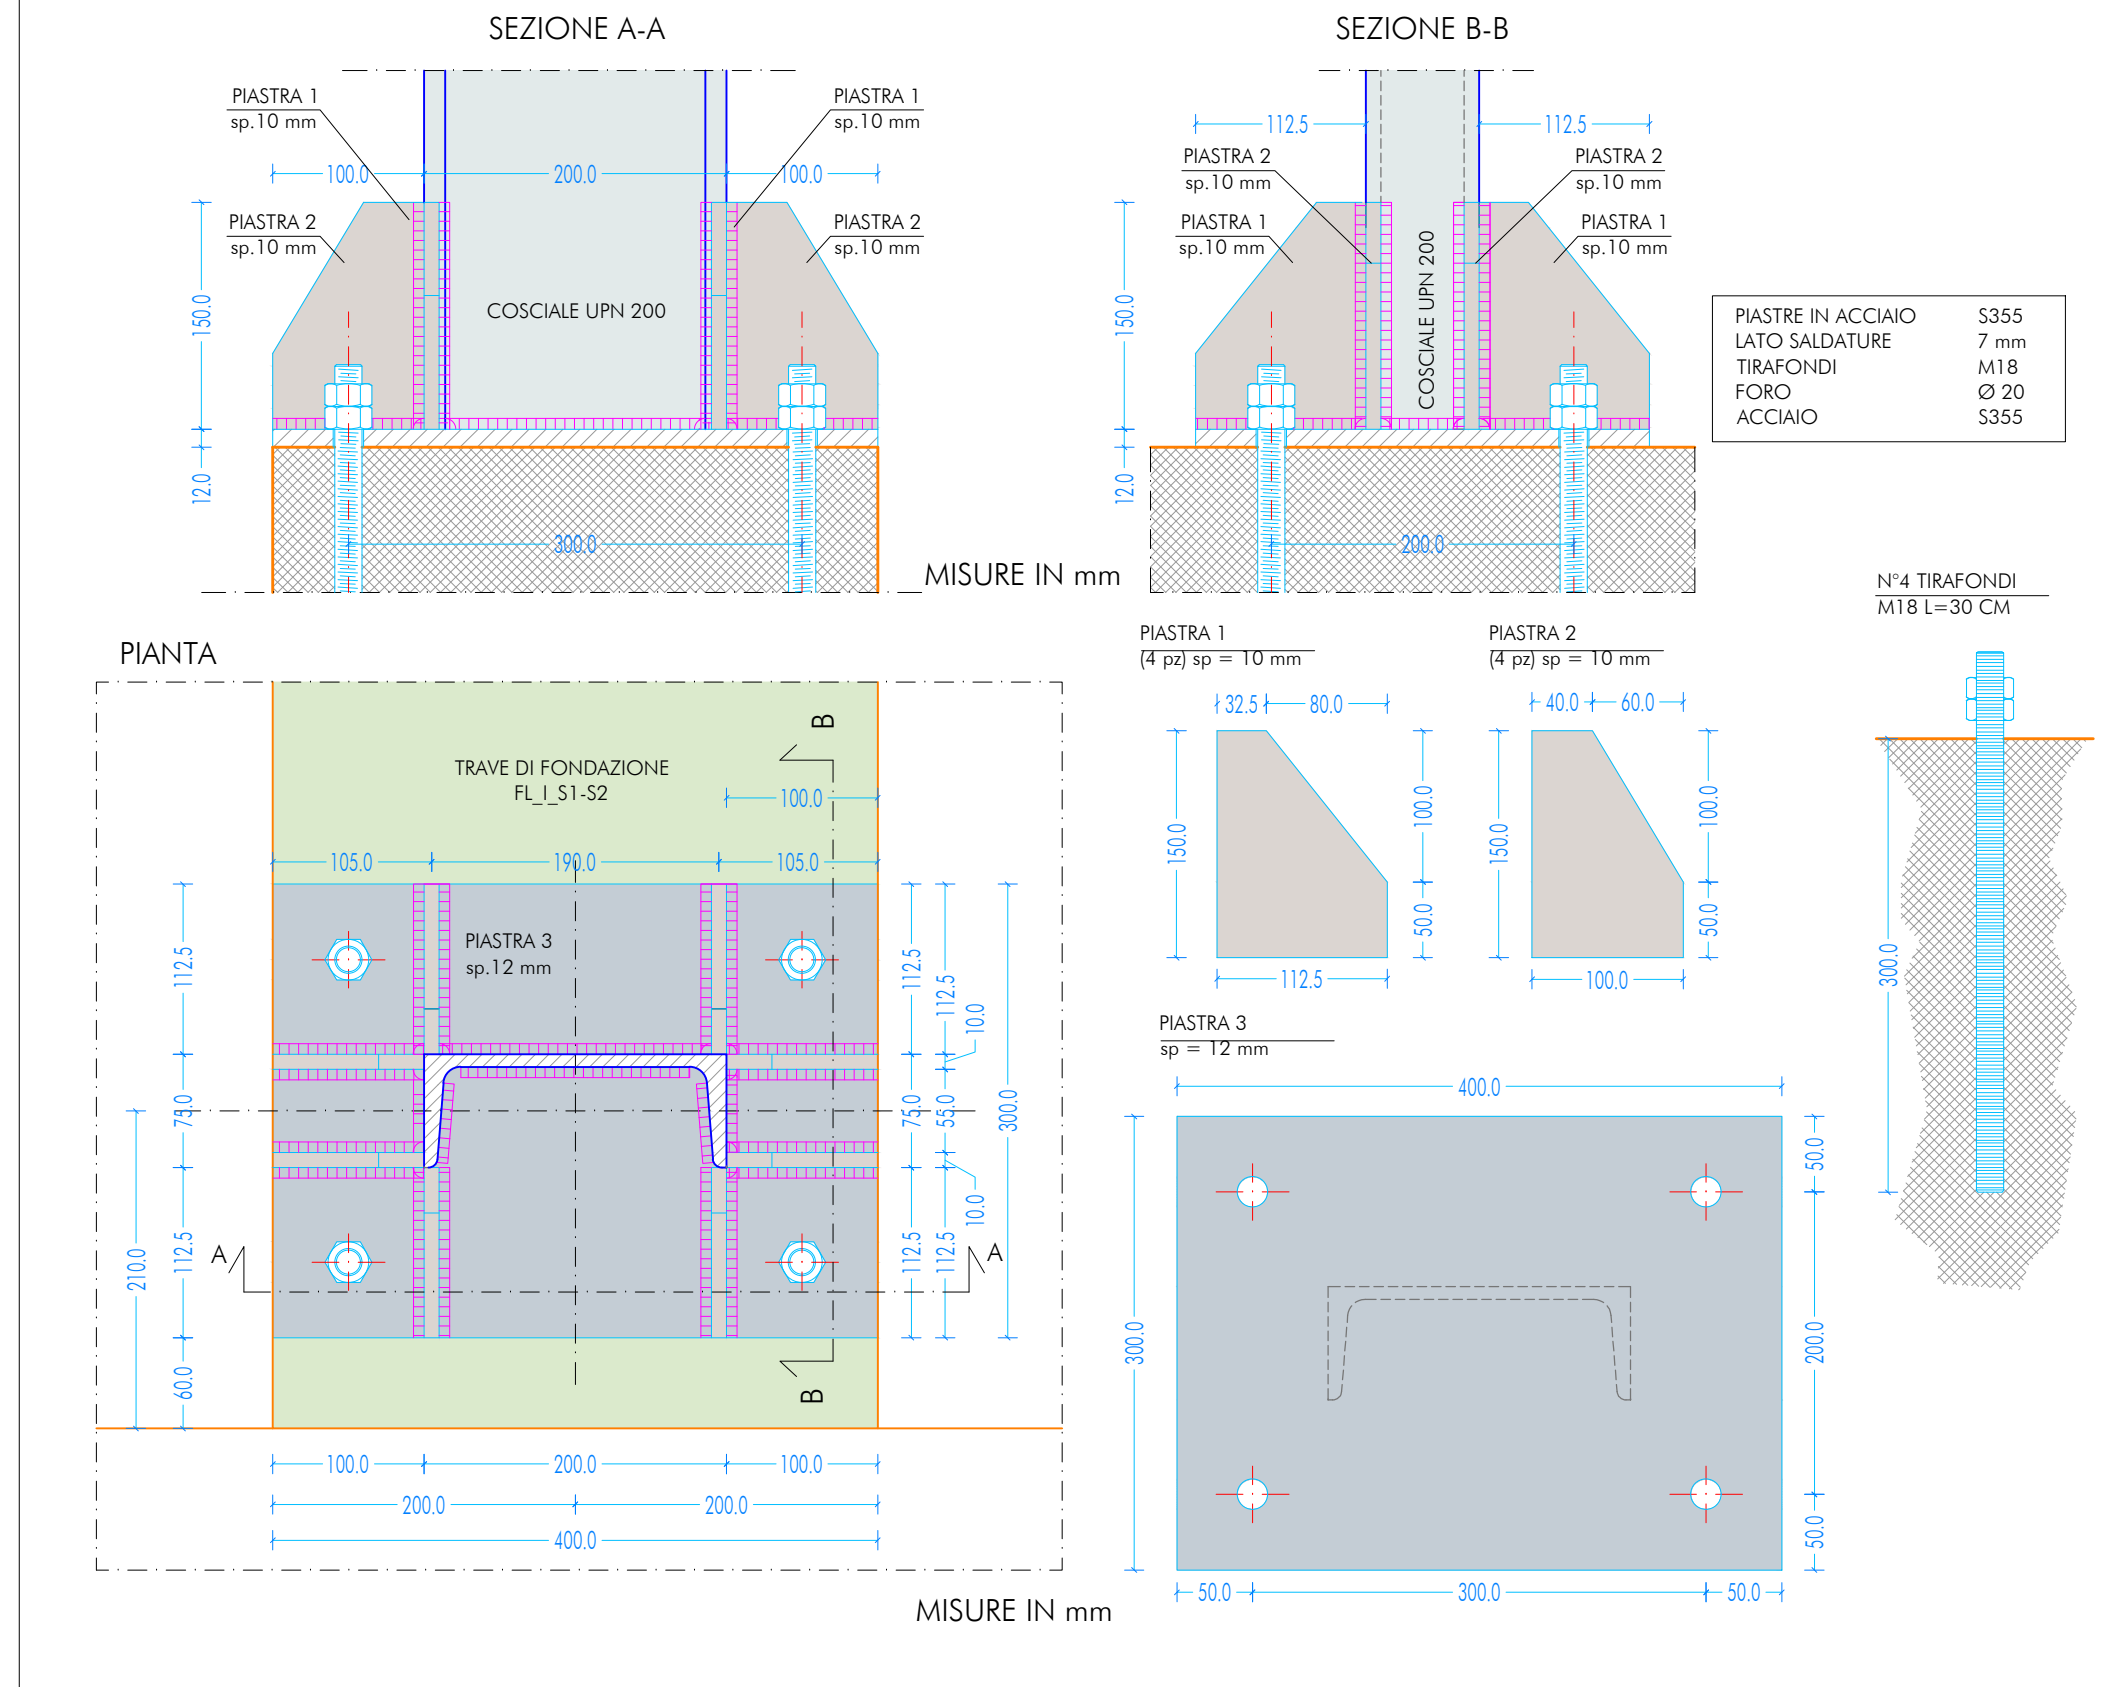 SEZIONE A-A
PIASTRA 1
sp.10 mm
PIASTRA 1
sp.10 mm
100.0
200.0
100.0
PIASTRA 2
sp.10 mm
PIASTRA 2
sp.10 mm
150.0
COSCIALE UPN 200
12.0
300.0
SEZIONE B-B
112.5
112.5
PIASTRA 2
sp.10 mm
PIASTRA 2
sp.10 mm
PIASTRA 1
sp.10 mm
PIASTRA 1
sp.10 mm
150.0
COSCIALE UPN 200
12.0
200.0
PIASTRE IN ACCIAIO S355
LATO SALDATURE 7 mm
TIRAFONDI M18
FORO Ø 20
ACCIAIO S355
MISURE IN mm
PIANTA
B
TRAVE DI FONDAZIONE
FL_I_S1-S2
100.0
105.0
190.0
105.0
PIASTRA 3
sp.12 mm
112.5
75.0
112.5
60.0
210.0
112.5
75.0
112.5
112.5
10.0
55.0
10.0
112.5
300.0
A
A
B
100.0
200.0
100.0
200.0
200.0
400.0
PIASTRA 1
(4 pz) sp = 10 mm
32.5
80.0
150.0
100.0
50.0
112.5
PIASTRA 2
(4 pz) sp = 10 mm
40.0
60.0
150.0
100.0
50.0
100.0
N°4 TIRAFONDI
M18 L=30 CM
300.0
PIASTRA 3
sp = 12 mm
400.0
300.0
50.0
200.0
50.0
50.0
300.0
50.0
MISURE IN mm